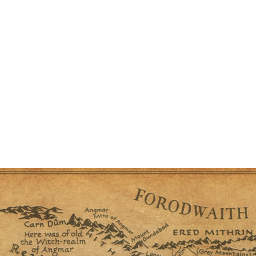 FORODWAITH
Carn Dûm
Angmar
Mount
Gundabad
ERED MITHRIN
(Grey Mountains)
Here was of old
the Witch-realm
of Angmar